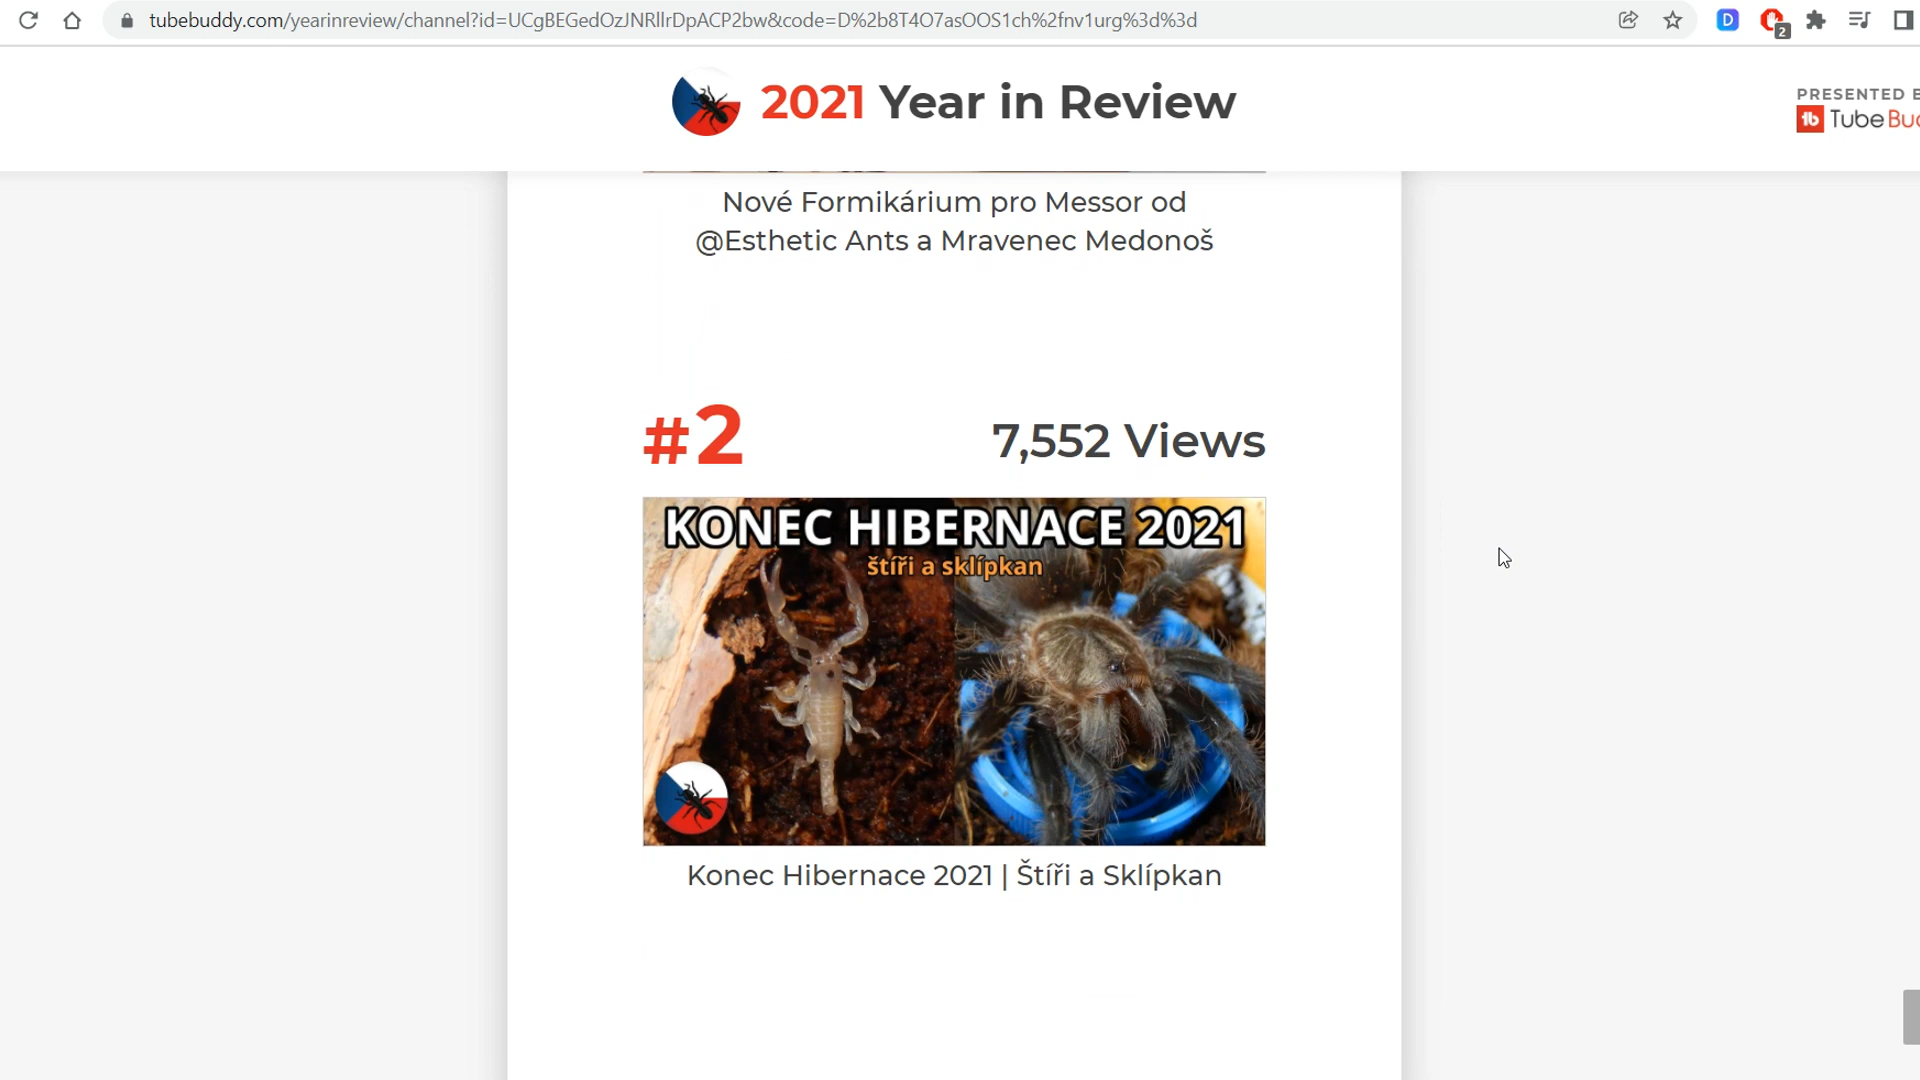 tubebuddy.com/yearinreview/channel?id=UCgBEGedOzJNRllrDpACP2bw&code=D%2b8T4O7asOOS1ch%2fnv1urg%3d%3d
2
2021 Year in Review
PRESENTED
TubeBud
Nové Formikárium pro Messor od
@Esthetic Ants a Mravenec Medonoš
#2
7,552 Views
KONEC HIBERNACE 2021
štíři a sklípkan
Konec Hibernace 2021 | Štíři a Sklípkan